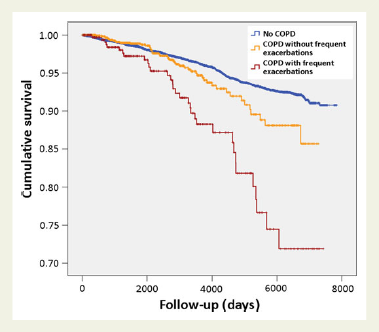 No COPD
COPD without frequent
exacerbations
COPD with frequent
exacerbations
1.00
0.95
0.90
0.85
0.80
0.75
0.70
Cumulative survival
0 2000 4000 6000 8000
Follow-up (days)